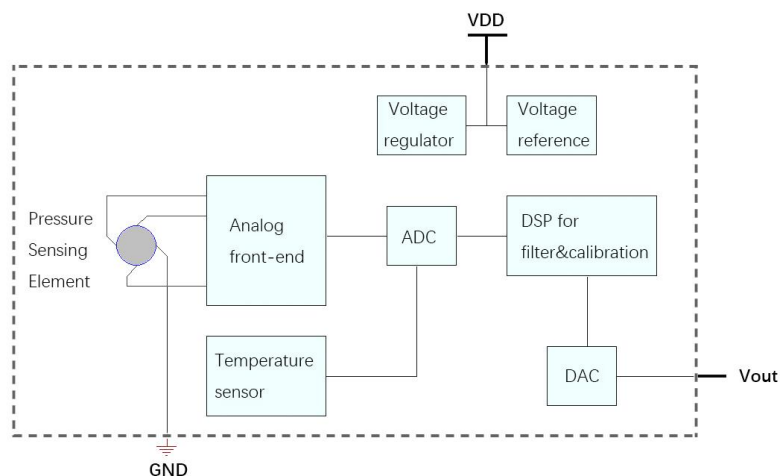 VDD
Voltage
regulator
Voltage
reference
Pressure
Sensing
Element
Analog
front-end
ADC
DSP for
filter&calibration
Temperature
sensor
DAC
Vout
GND